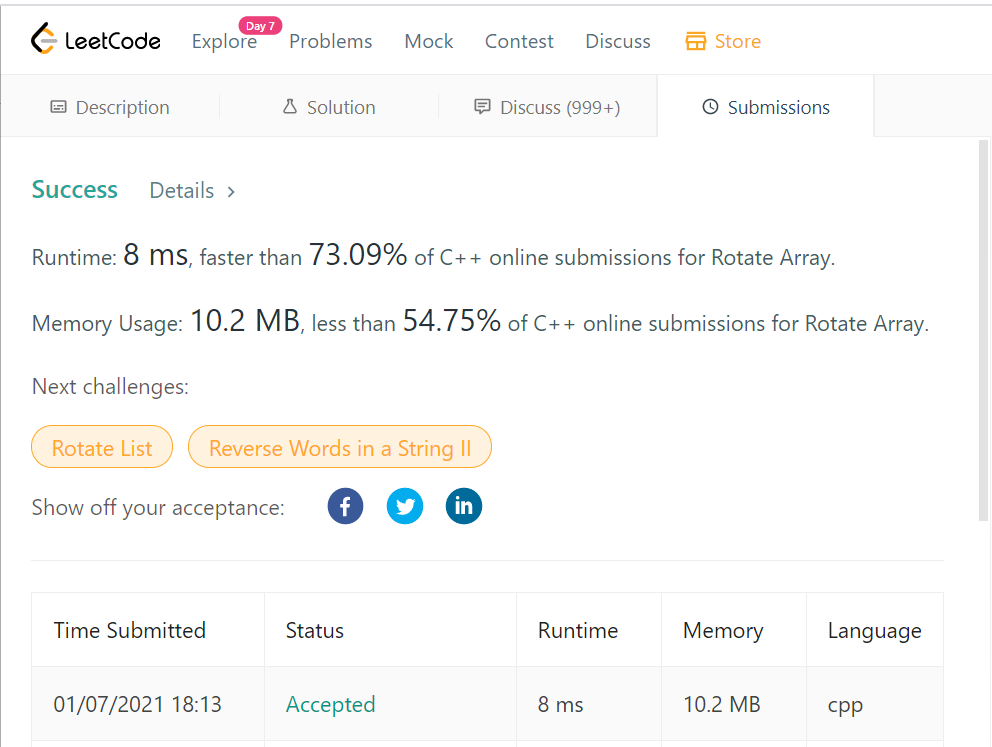 LeetCode Explore Day 7 Problems Mock Contest Discuss Store
Description Solution Discuss (999+) Submissions
Success Details >
Runtime: 8 ms, faster than 73.09% of C++ online submissions for Rotate Array.
Memory Usage: 10.2 MB, less than 54.75% of C++ online submissions for Rotate Array.
Next challenges:
Rotate List Reverse Words in a String II
Show off your acceptance:
Time Submitted Status Runtime Memory Language
01/07/2021 18:13 Accepted 8 ms 10.2 MB cpp